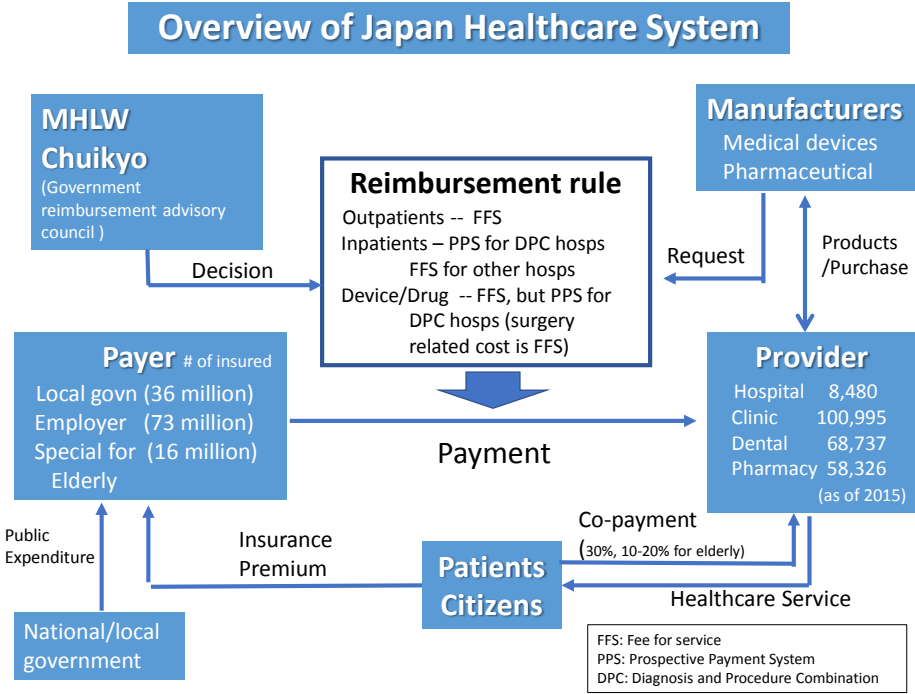 Overview of Japan Healthcare System
MHLW
Chuikyo
(Government
reimbursement advisory
council )
Manufacturers
Medical devices
Pharmaceutical
Reimbursement rule
Outpatients -- FFS
Inpatients – PPS for DPC hosps
FFS for other hosps
Device/Drug -- FFS, but PPS for
DPC hosps (surgery
related cost is FFS)
Decision
Request
Products
/Purchase
Payer # of insured
Local govn (36 million)
Employer (73 million)
Special for (16 million)
Elderly
Payment
Provider
Hospital 8,480
Clinic 100,995
Dental 68,737
Pharmacy 58,326
(as of 2015)
Public
Expenditure
Insurance
Premium
Co-payment
(30%, 10-20% for elderly)
Patients
Citizens
Healthcare Service
National/local
government
FFS: Fee for service
PPS: Prospective Payment System
DPC: Diagnosis and Procedure Combination